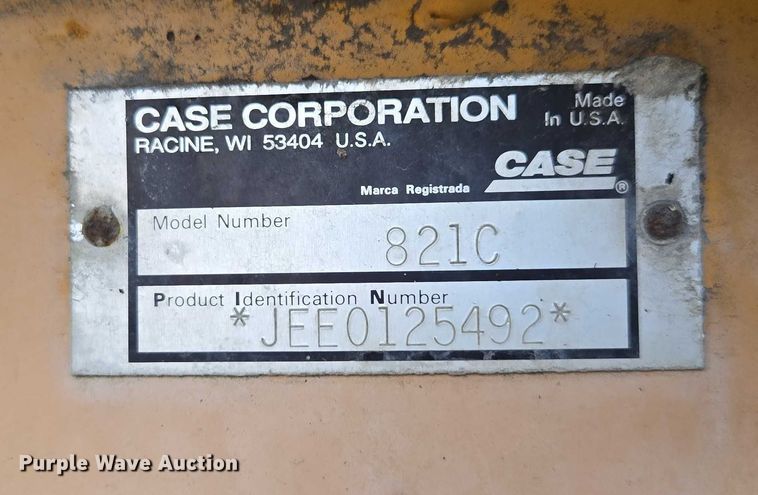 CASE CORPORATION
RACINE, WI 53404 U.S.A.
Made
In U.S.A.
CASE®
Marca Registrada
Model Number
821C
Product Identification Number
*JEE0125492*
Purple Wave Auction